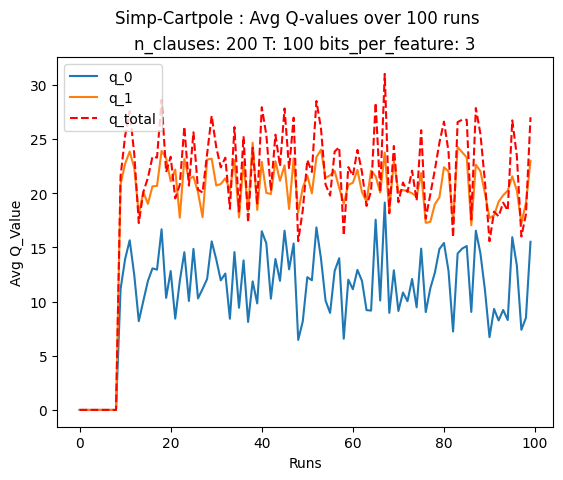 Simp-Cartpole : Avg Q-values over 100 runs
n_clauses: 200 T: 100 bits_per_feature: 3
q_0
q_1
q_total
Avg Q_Value
30
25
20
15
10
5
0
0 20 40 60 80 100
Runs